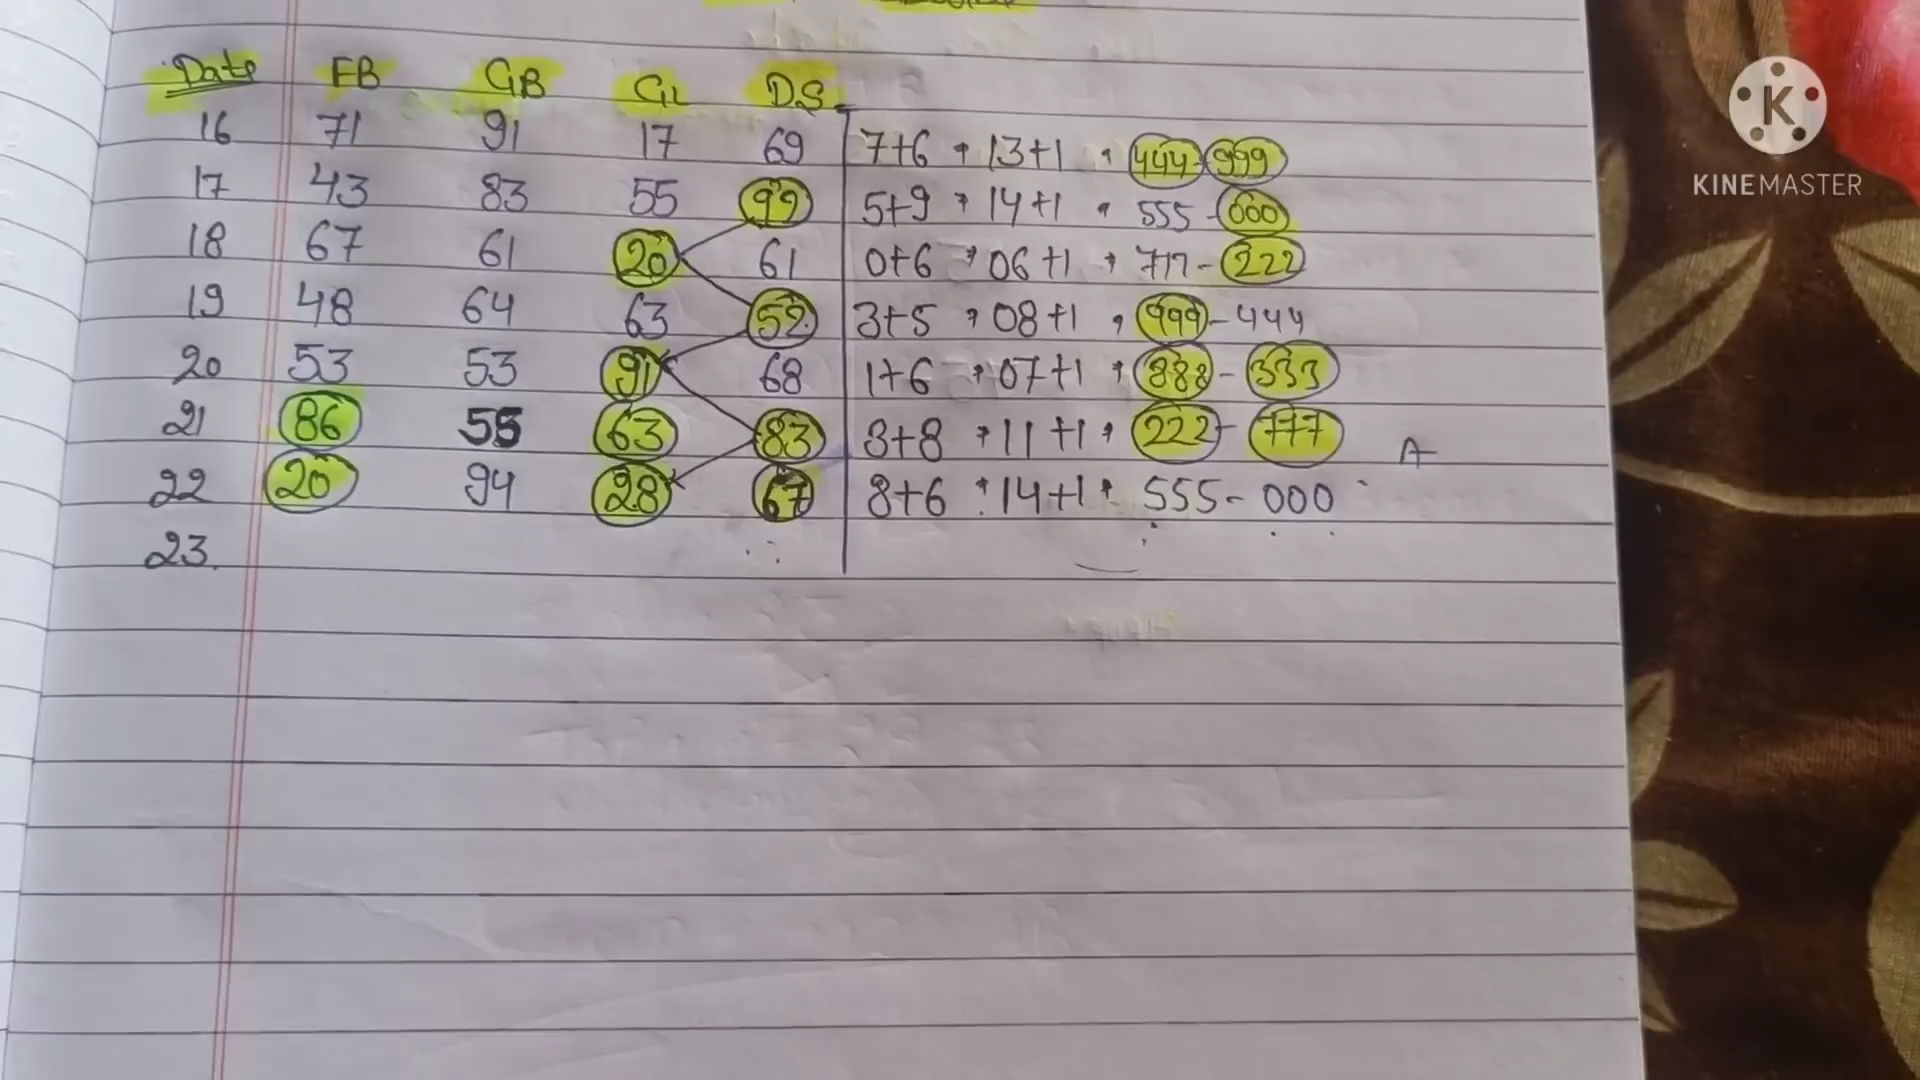 Date FB GB GL D.S.
16 71 91 17 69 7+6 • 13+1 • 444-999
17 43 83 55 99 5+9 • 14+1 • 555-000
18 67 61 20 61 0+6 • 06+1 • 777-222
19 48 64 63 52 3+5 • 08+1 • 999-444
20 53 53 91 68 1+6 • 07+1 • 888-333
21 86 55 63 83 3+8 • 11+1 • 222-777
A
22 20 94 28 67 8+6 • 14+1 • 555-000
23.
K
KINEMASTER